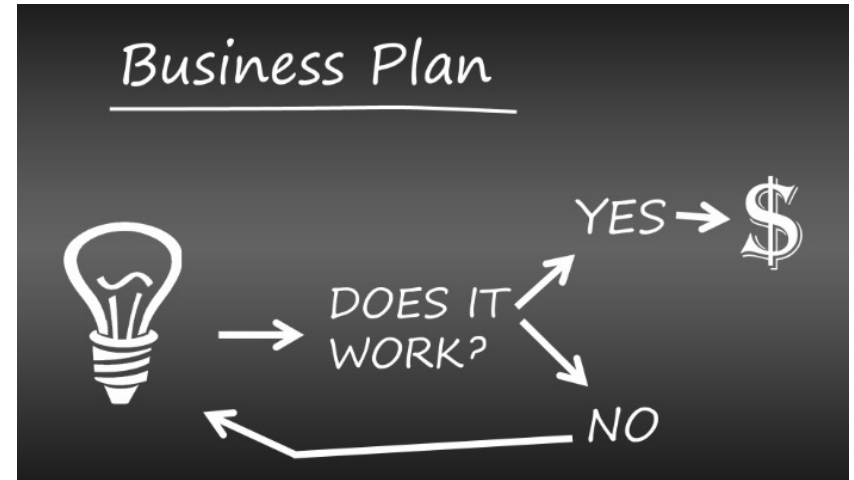 Business Plan
YES
$
DOES IT
WORK?
NO